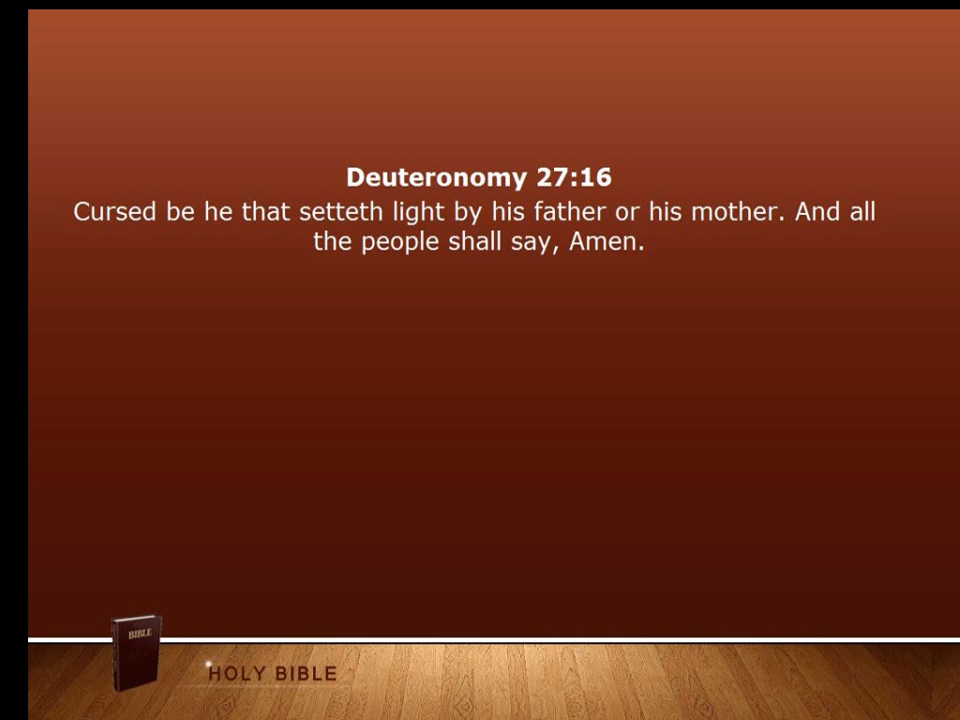 Deuteronomy 27:16
Cursed be he that setteth light by his father or his mother. And all
the people shall say, Amen.
BIBLE
HOLY BIBLE